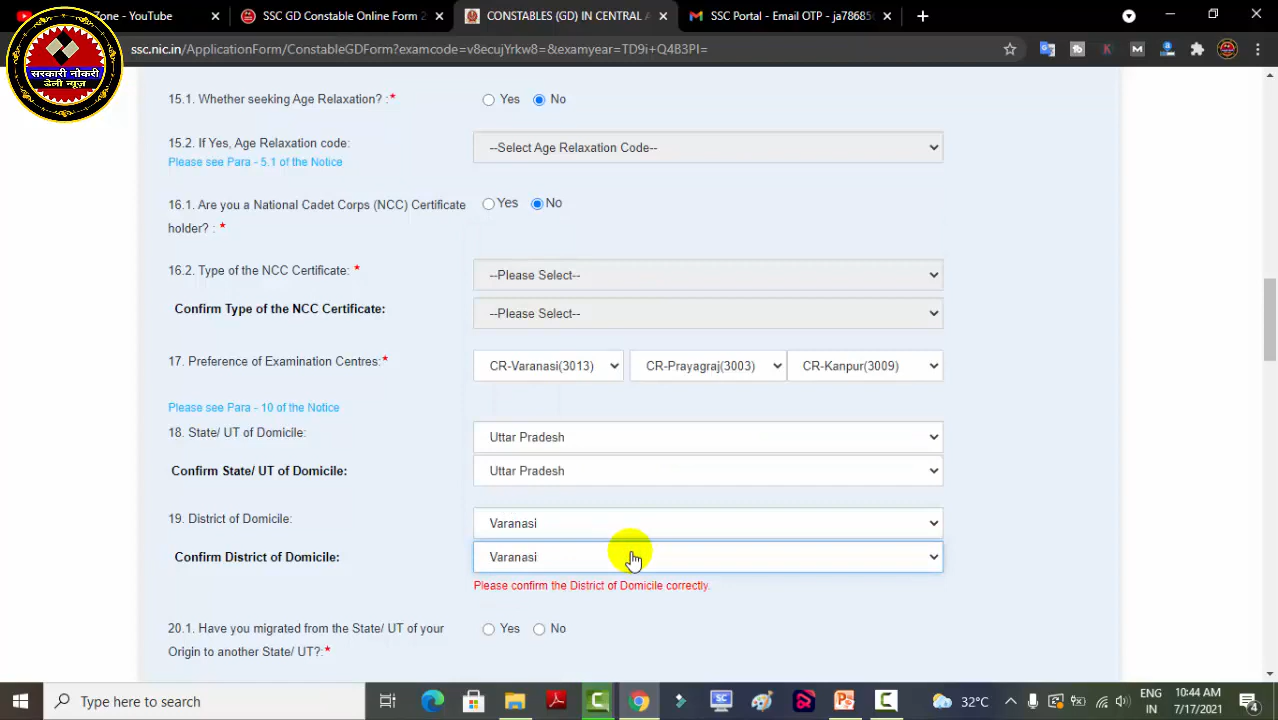 Zone - YouTube
SSC GD Constable Online Form 2
CONSTABLES (GD) IN CENTRAL A
SSC Portal - Email OTP - ja78685
ssc.nic.in/ApplicationForm/ConstableGDForm?examcode=v8ecujYrkw8=&examyear=TD9i+Q4B3PI=
सरकारी नोकरी
डेली न्यूज़
15.1. Whether seeking Age Relaxation? :* Yes No
15.2. If Yes, Age Relaxation code: --Select Age Relaxation Code--
Please see Para - 5.1 of the Notice
16.1. Are you a National Cadet Corps (NCC) Certificate Yes No
holder? : *
16.2. Type of the NCC Certificate: * --Please Select--
Confirm Type of the NCC Certificate: --Please Select--
17. Preference of Examination Centres:* CR-Varanasi(3013) CR-Prayagraj(3003) CR-Kanpur(3009)
Please see Para - 10 of the Notice
18. State/ UT of Domicile: Uttar Pradesh
Confirm State/ UT of Domicile: Uttar Pradesh
19. District of Domicile: Varanasi
Confirm District of Domicile: Varanasi
Please confirm the District of Domicile correctly.
20.1. Have you migrated from the State/ UT of your Yes No
Origin to another State/ UT?:*
Type here to search
32°C
ENG
IN
10:44 AM
7/17/2021
4